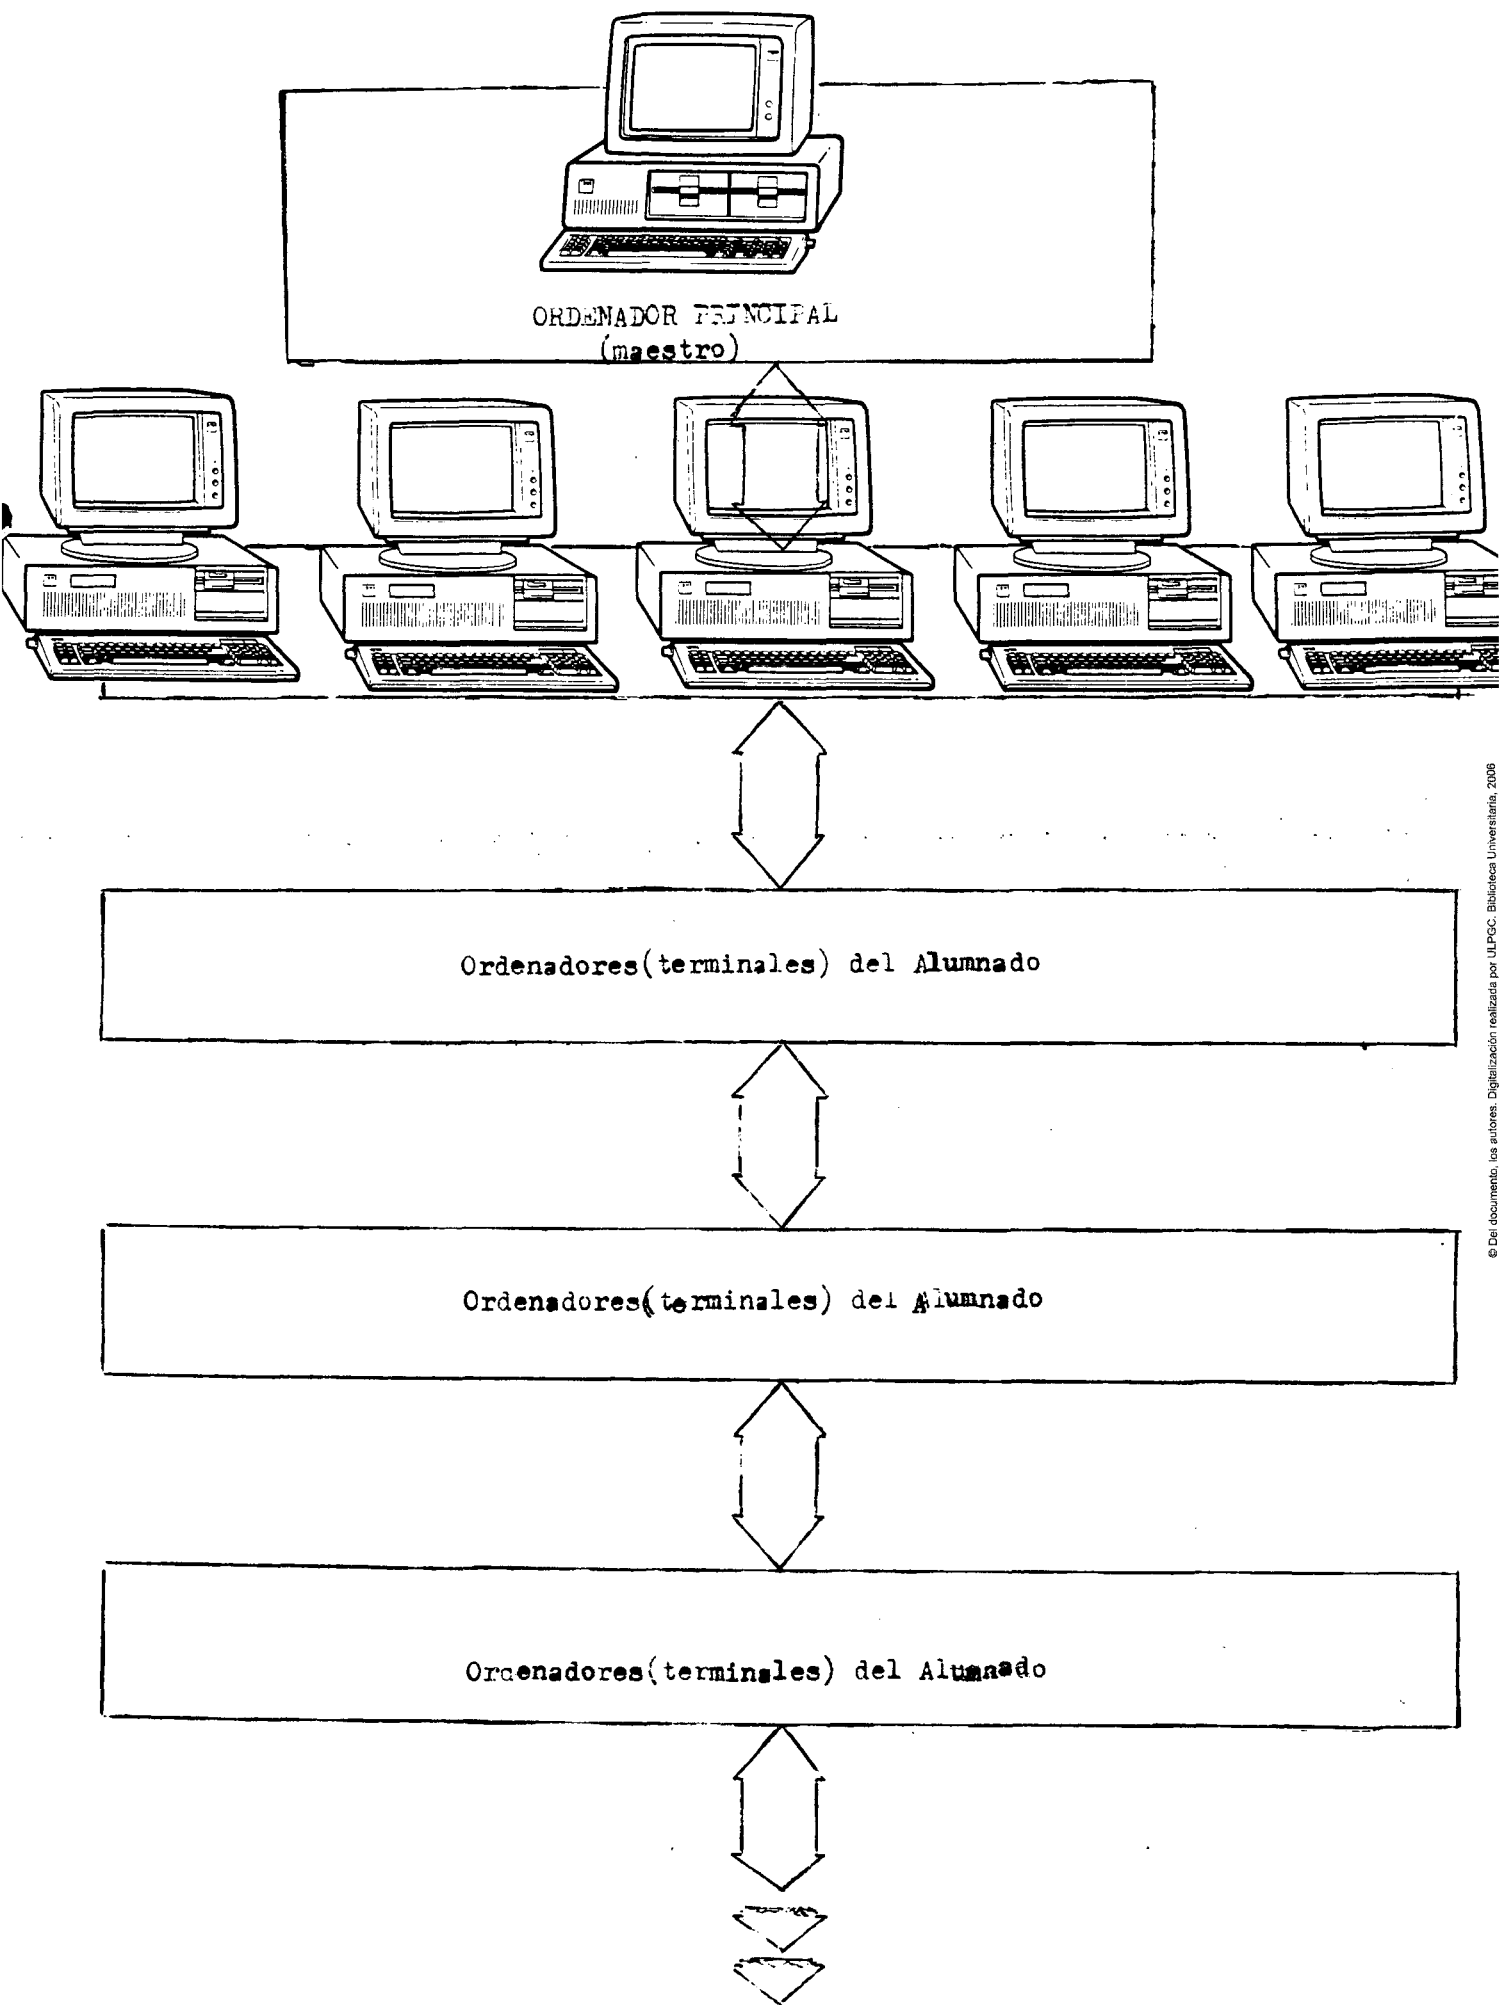 ORDENADOR PRINCIPAL
(maestro)
Ordenadores(terminales) del Alumnado
Ordenadores(terminales) del Alumnado
Ordenadores(terminales) del Alumnado
© Del documento, los autores. Digitalización realizada por ULPGC. Biblioteca Universitaria, 2006